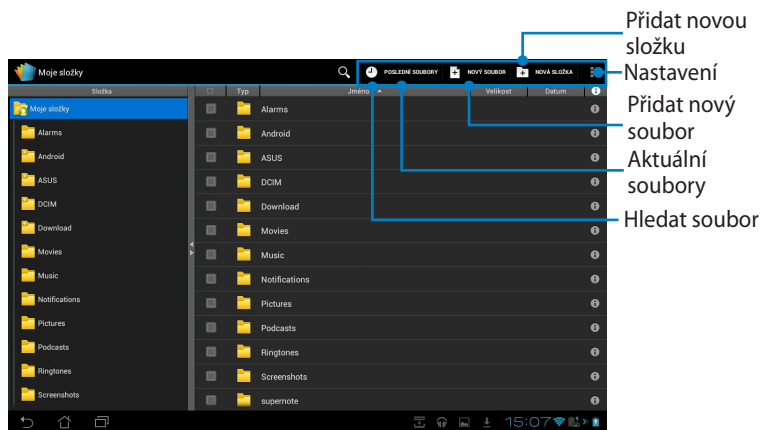 Přidat novou
složku
Nastavení
Přidat nový
soubor
Aktuální
soubory
Hledat soubor
Moje složky
POSLEDNÍ SOUBORY
NOVÝ SOUBOR
NOVÁ SLOŽKA
Složka
Typ
Jméno
Velikost
Datum
Moje složky
Alarms
Android
ASUS
DCIM
Download
Movies
Music
Notifications
Pictures
Podcasts
Ringtones
Screenshots
Alarms
Android
ASUS
DCIM
Download
Movies
Music
Notifications
Pictures
Podcasts
Ringtones
Screenshots
supernote
15:07